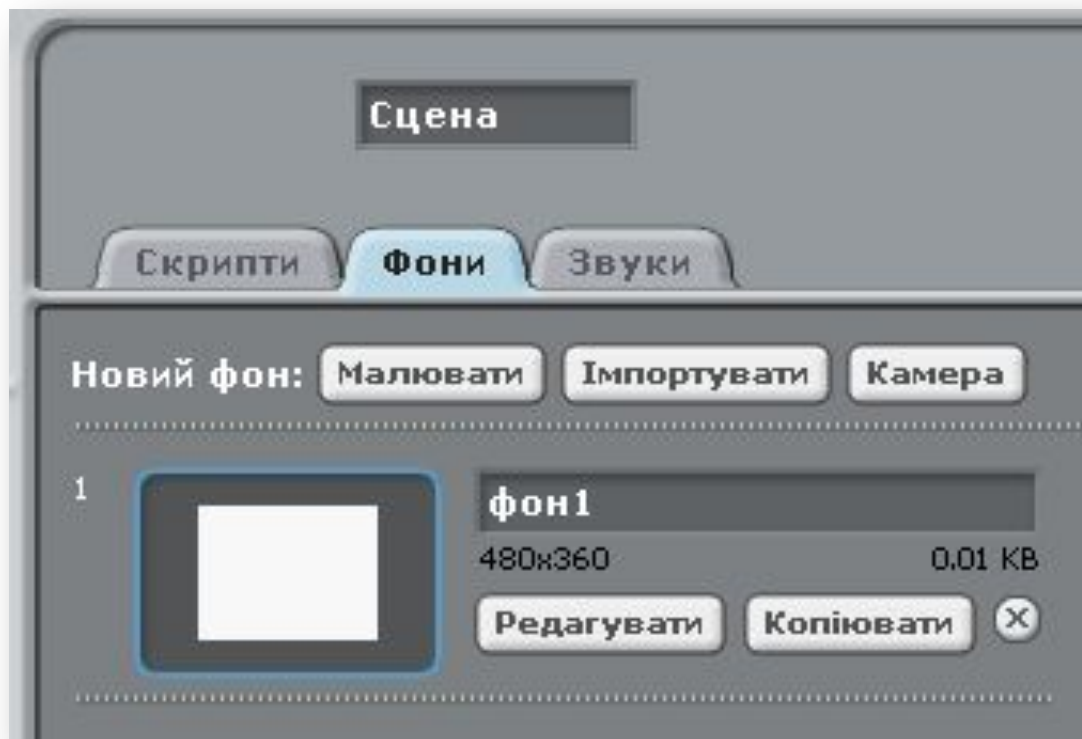 Сцена
Скрипти Фони Звуки
Новий фон: Малювати Імпортувати Камера
1
фон1
480x360 0.01 KB
Редагувати Копіювати X